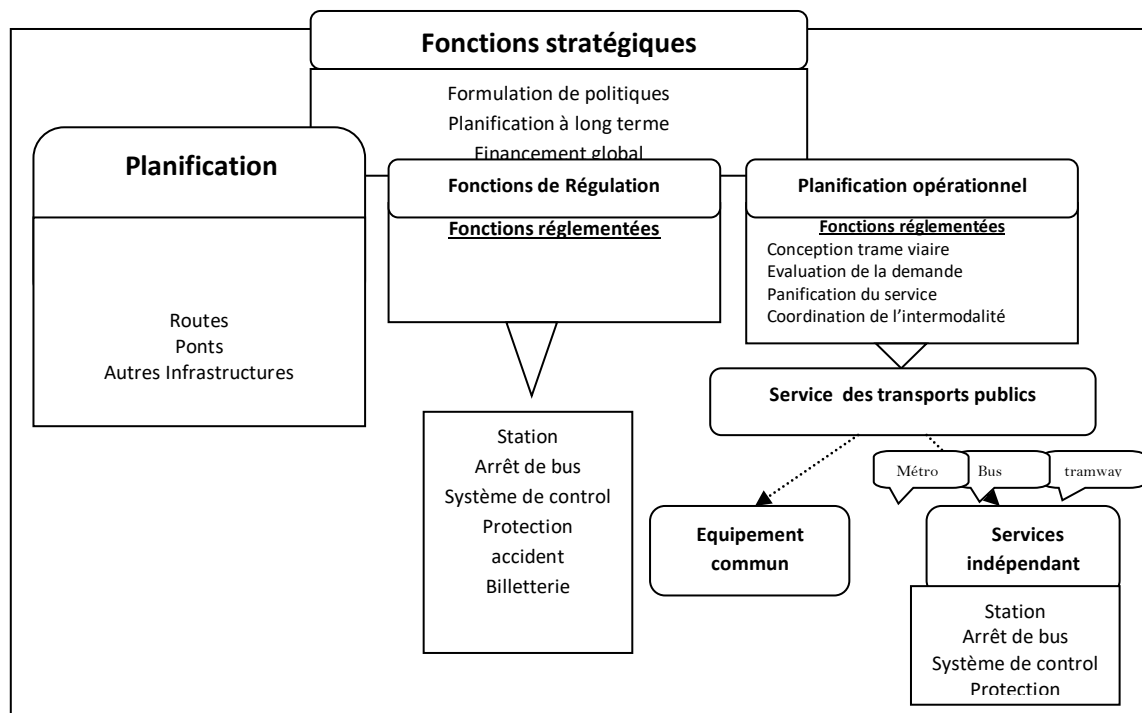 Fonctions stratégiques
Formulation de politiques
Planification à long terme
Financement global
Planification
Routes
Ponts
Autres Infrastructures
Fonctions de Régulation
Fonctions réglementées
Planification opérationnel
Fonctions réglementées
Conception trame viaire
Evaluation de la demande
Panification du service
Coordination de l’intermodalité
Service des transports publics
Station
Arrêt de bus
Système de control
Protection
accident
Billetterie
Métro
Bus
tramway
Equipement
commun
Services
indépendant
Station
Arrêt de bus
Système de control
Protection